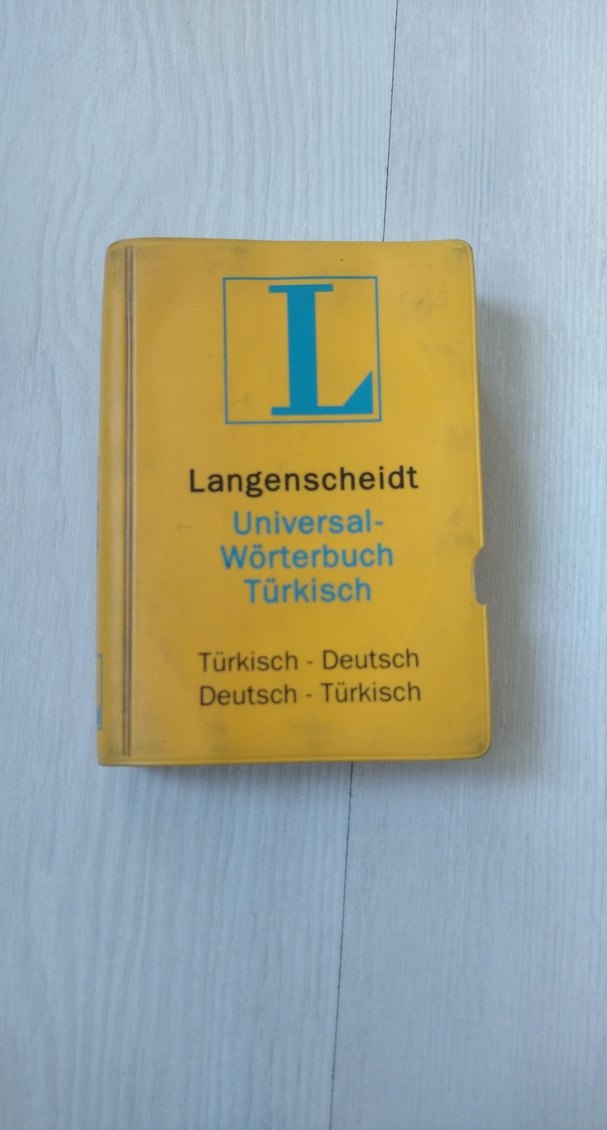 L
Langenscheidt
Universal-
Wörterbuch
Türkisch
Türkisch - Deutsch
Deutsch - Türkisch